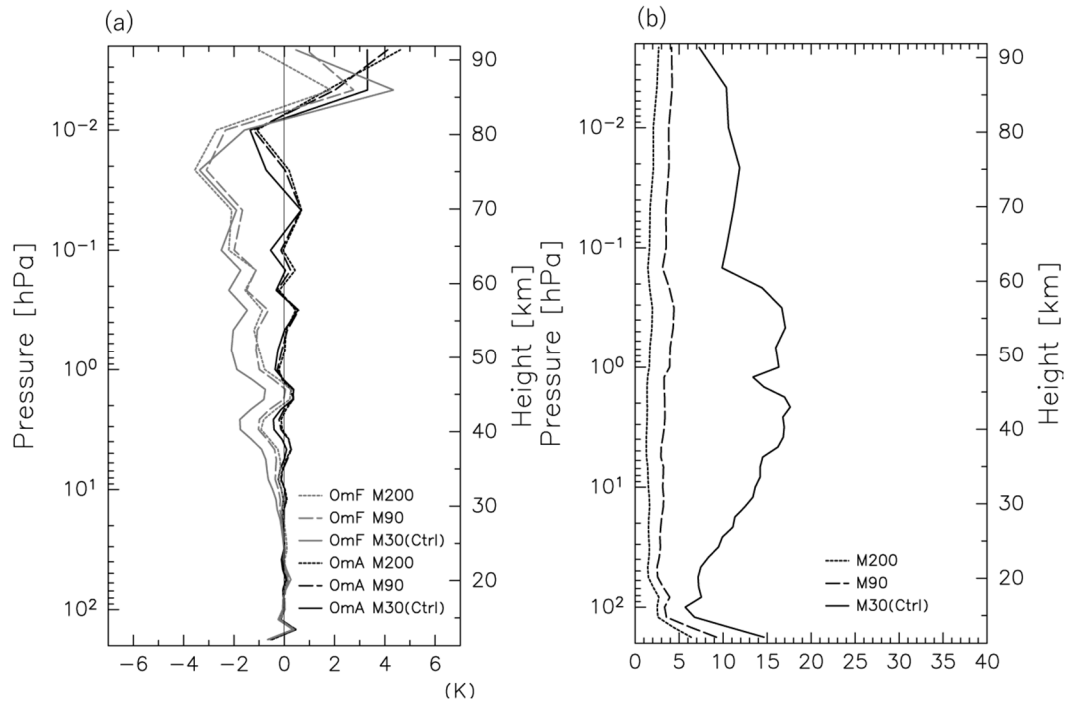 (a)
Pressure [hPa]
10⁻²
10⁻¹
10⁰
10¹
10²
90
80
70
60
50
40
30
20
Height [km]
OmF M200
OmF M90
OmF M30(Ctrl)
OmA M200
OmA M90
OmA M30(Ctrl)
−6 −4 −2 0 2 4 6
(K)
(b)
Pressure [hPa]
10⁻²
10⁻¹
10⁰
10¹
10²
90
80
70
60
50
40
30
20
Height [km]
M200
M90
M30(Ctrl)
0 5 10 15 20 25 30 35 40